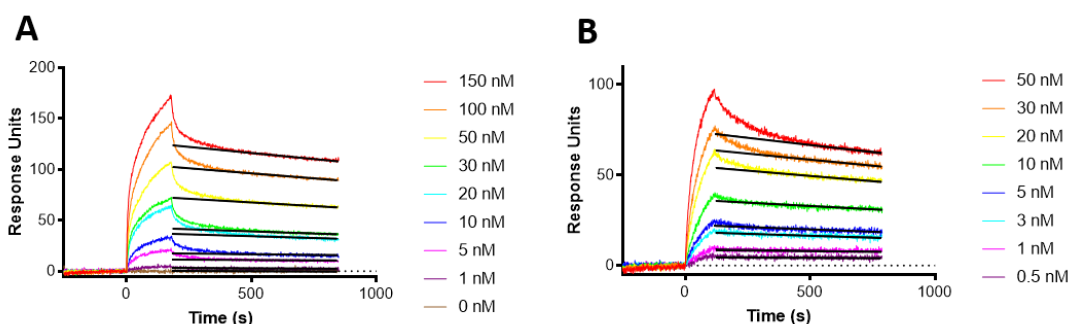 A
Response Units
200
150
100
50
0
0
500
1000
Time (s)
150 nM
100 nM
50 nM
30 nM
20 nM
10 nM
5 nM
1 nM
0 nM
B
Response Units
100
50
0
0
500
1000
Time (s)
50 nM
30 nM
20 nM
10 nM
5 nM
3 nM
1 nM
0.5 nM